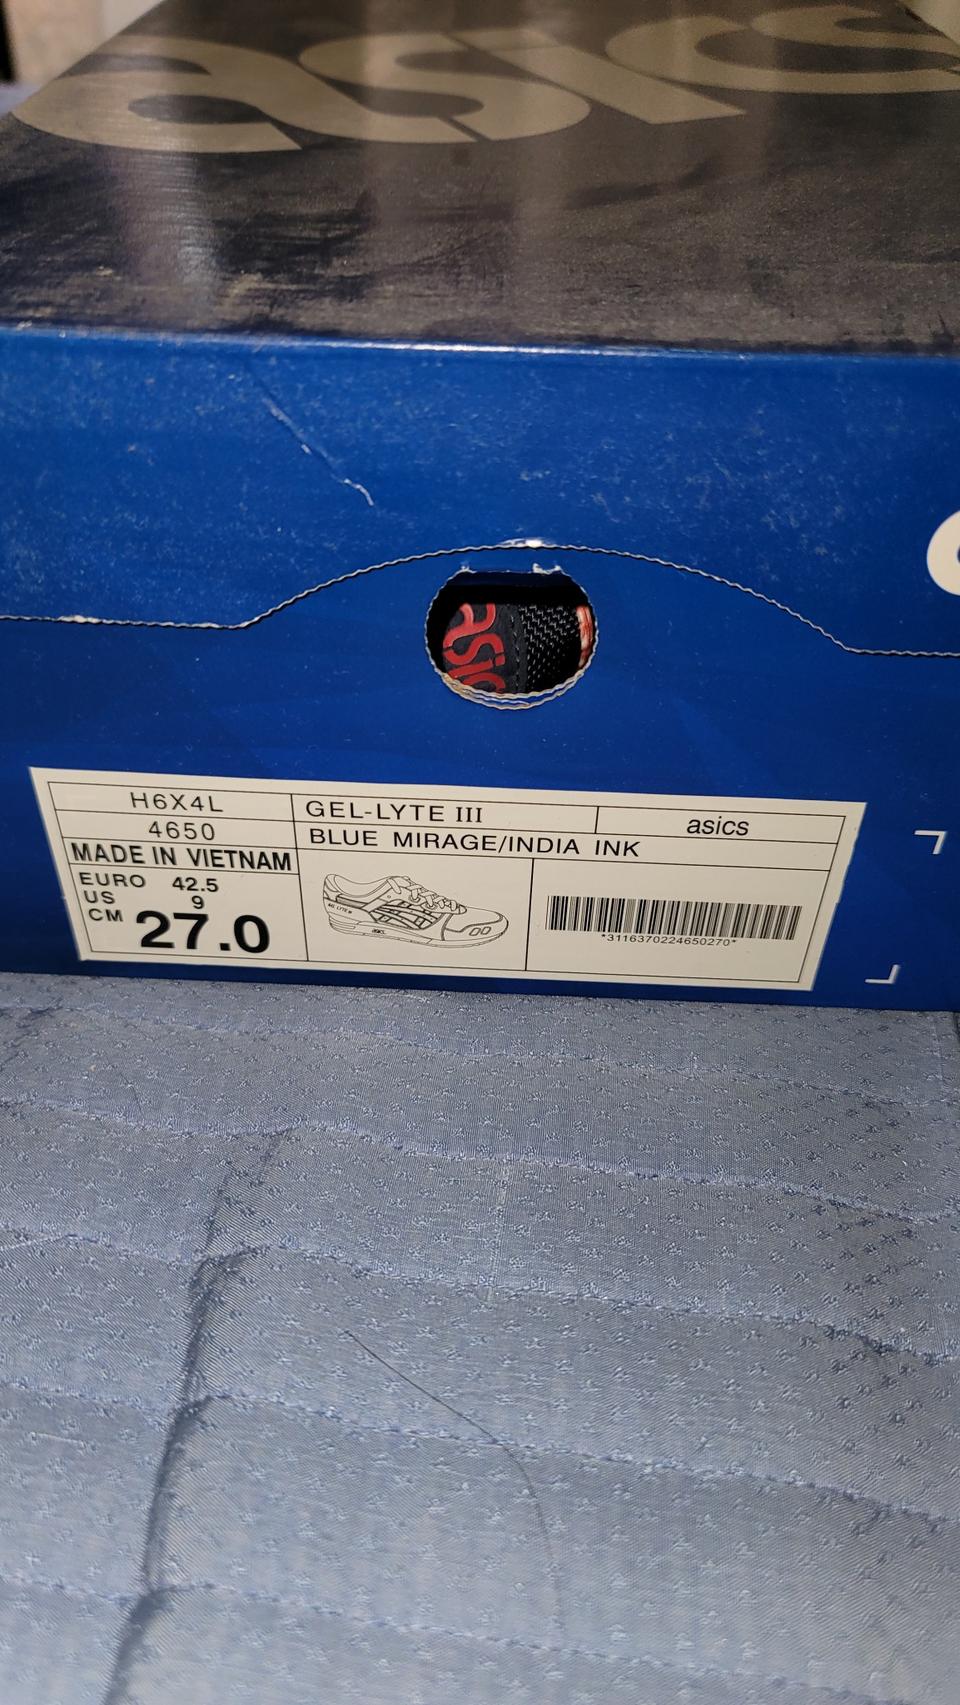 asics
asic
H6X4L
GEL-LYTE III
asics
4650
BLUE MIRAGE/INDIA INK
MADE IN VIETNAM
EURO 42.5
US 9
CM 27.0
*3116370224650270*